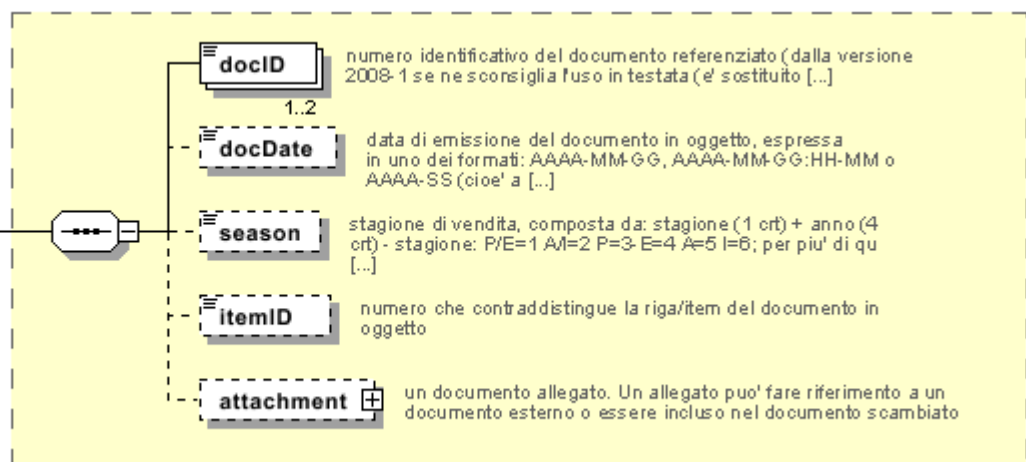 docID
numero identificativo del documento referenziato (dalla versione
2008-1 se ne sconsiglia l'uso in testata (e' sostituito [...]
1..2
docDate
data di emissione del documento in oggetto, espressa
in uno dei formati: AAAA-MM-GG, AAAA-MM-GG:HH-MM o
AAAA-SS (cioe' a [...]
season
stagione di vendita, composta da: stagione (1 crt) + anno (4
crt) - stagione: P/E=1 A/I=2 P=3- E=4 A=5 I=6; per piu' di qu
[...]
itemID
numero che contraddistingue la riga/item del documento in
oggetto
attachment
un documento allegato. Un allegato puo' fare riferimento a un
documento esterno o essere incluso nel documento scambiato